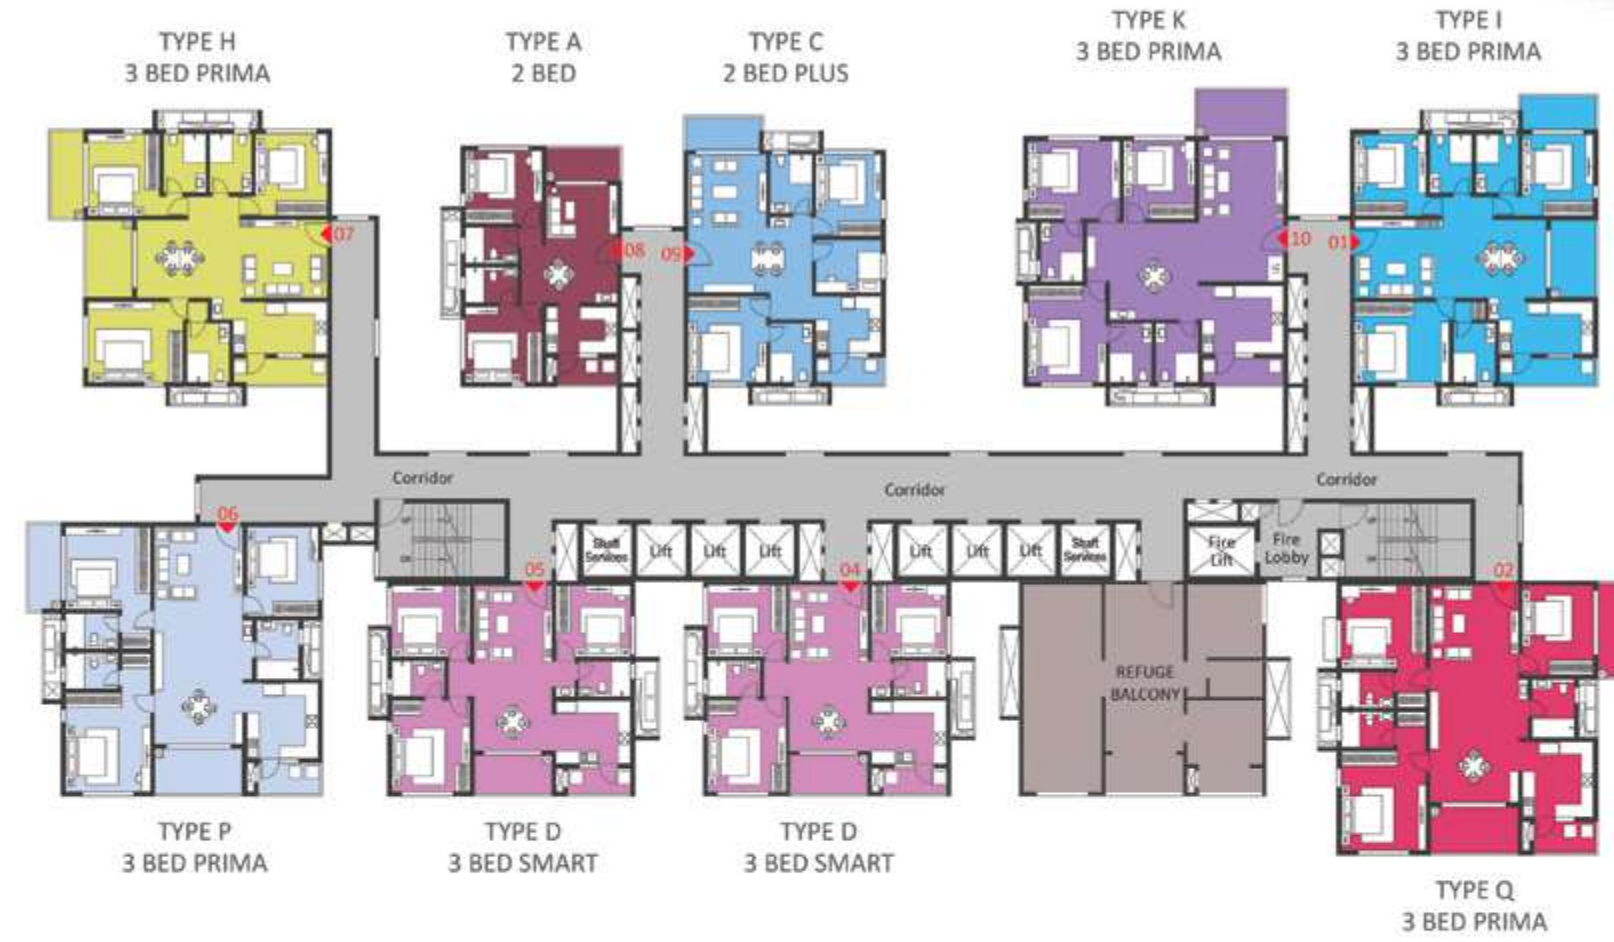 TYPE H
3 BED PRIMA
TYPE A
2 BED
TYPE C
2 BED PLUS
TYPE K
3 BED PRIMA
TYPE I
3 BED PRIMA
07
08
09
10
01
Corridor
Corridor
Corridor
06
05
04
02
Shaft
Services
Lift
Lift
Lift
Lift
Lift
Lift
Shaft
Services
Fire
Lift
Fire
Lobby
REFUGE
BALCONY
TYPE P
3 BED PRIMA
TYPE D
3 BED SMART
TYPE D
3 BED SMART
TYPE Q
3 BED PRIMA